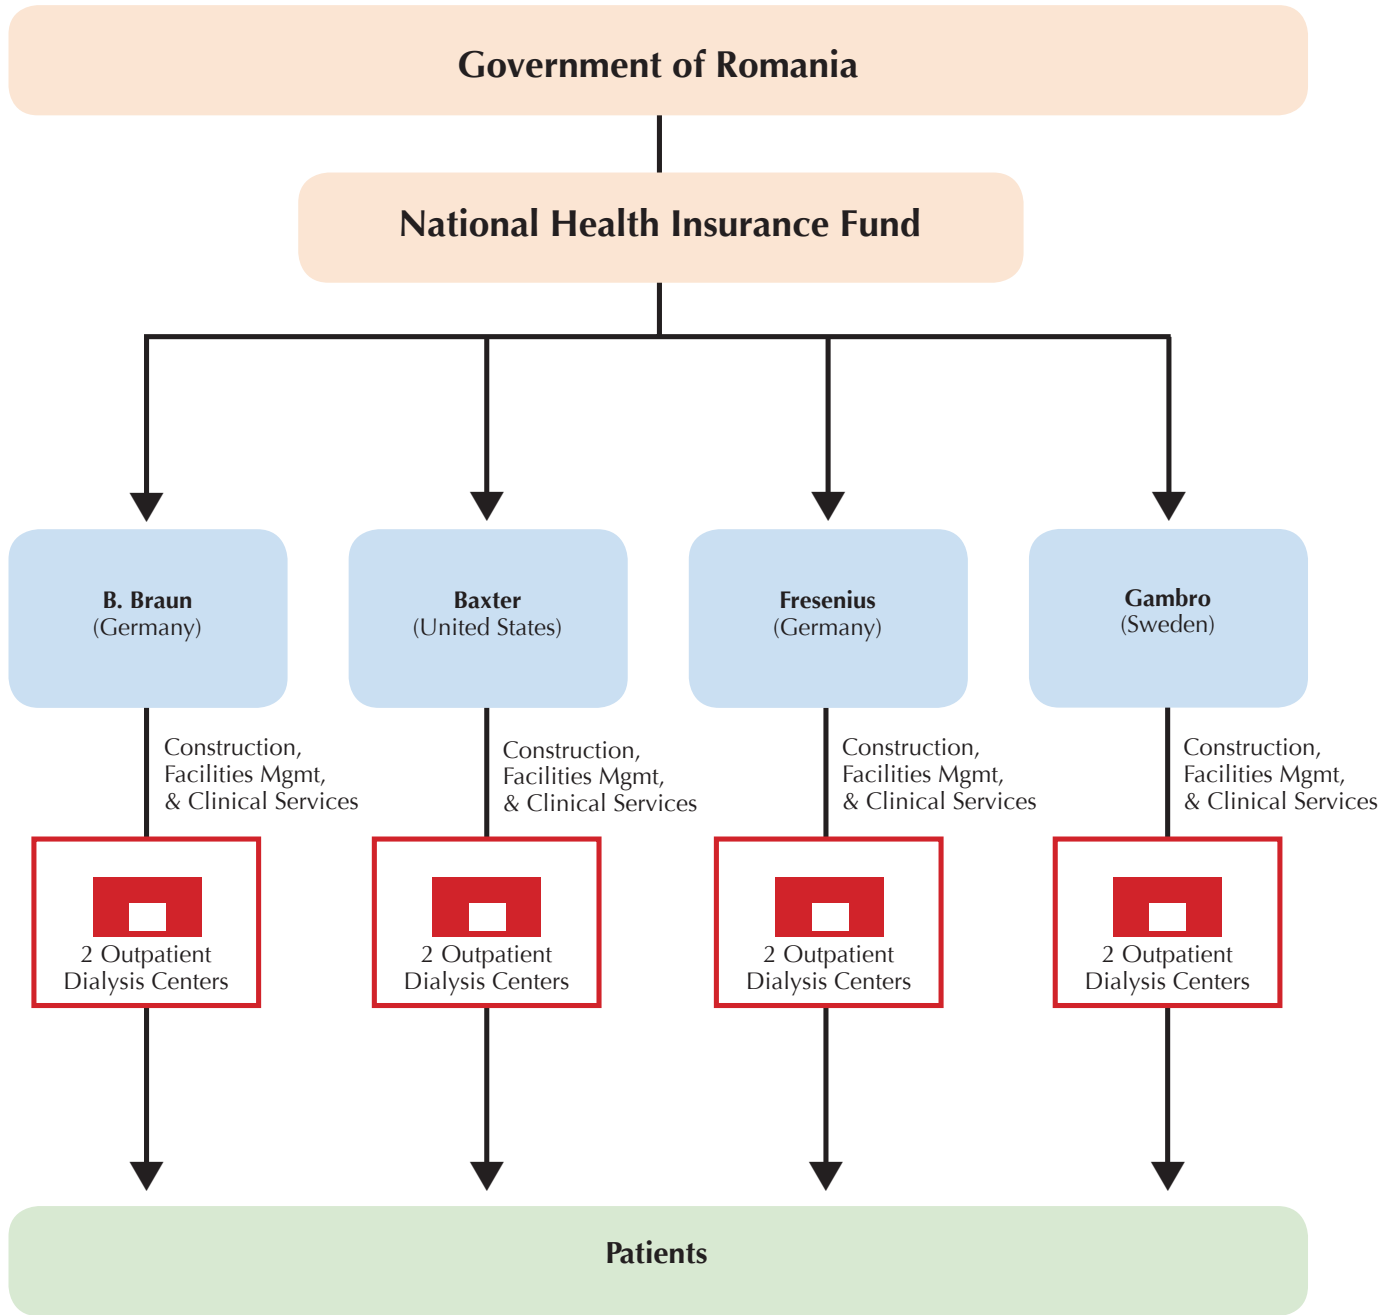 Government of Romania
National Health Insurance Fund
B. Braun
(Germany)
Baxter
(United States)
Fresenius
(Germany)
Gambro
(Sweden)
Construction,
Facilities Mgmt,
& Clinical Services
Construction,
Facilities Mgmt,
& Clinical Services
Construction,
Facilities Mgmt,
& Clinical Services
Construction,
Facilities Mgmt,
& Clinical Services
2 Outpatient
Dialysis Centers
2 Outpatient
Dialysis Centers
2 Outpatient
Dialysis Centers
2 Outpatient
Dialysis Centers
Patients